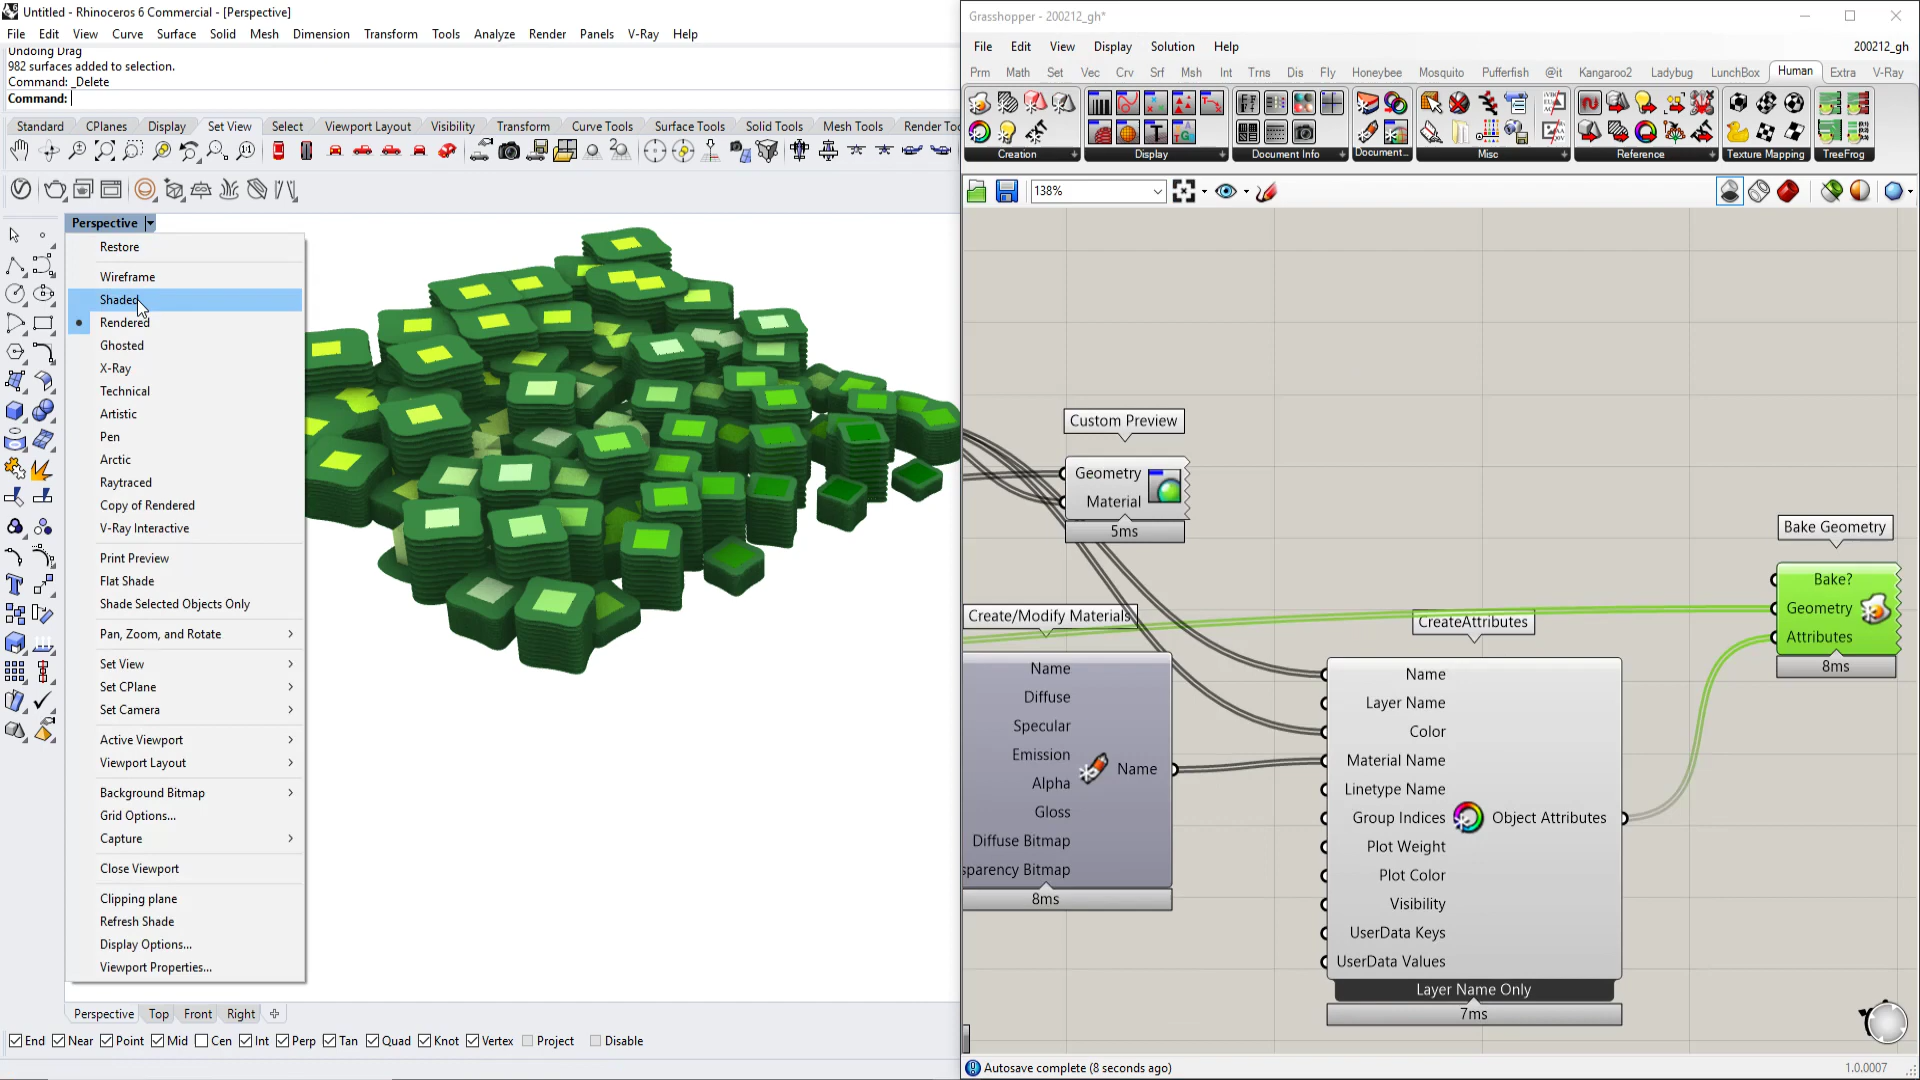 Untitled - Rhinoceros 6 Commercial - [Perspective]
File Edit View Curve Surface Solid Mesh Dimension Transform Tools Analyze Render Panels V-Ray Help
Undoing Drag
982 surfaces added to selection.
Command: _Delete
Command:
Standard CPlanes Display Set View Select Viewport Layout Visibility Transform Curve Tools Surface Tools Solid Tools Mesh Tools Render Too
Perspective
Restore
Wireframe
Shaded
Rendered
Ghosted
X-Ray
Technical
Artistic
Pen
Arctic
Raytraced
Copy of Rendered
V-Ray Interactive
Print Preview
Flat Shade
Shade Selected Objects Only
Pan, Zoom, and Rotate
Set View
Set CPlane
Set Camera
Active Viewport
Viewport Layout
Background Bitmap
Grid Options...
Capture
Close Viewport
Clipping plane
Refresh Shade
Display Options...
Viewport Properties...
Perspective Top Front Right
End Near Point Mid Cen Int Perp Tan Quad Knot Vertex Project Disable
Grasshopper - 200212_gh*
File Edit View Display Solution Help 200212_gh
Prm Math Set Vec Crv Srf Msh Int Trns Dis Fly Honeybee Mosquito Pufferfish @it Kangaroo2 Ladybug LunchBox Human Extra V-Ray
Creation Display Document Info Document... Misc Reference Texture Mapping TreeFrog
138%
Custom Preview
Geometry
Material
5ms
Create/Modify Materials
Name
Diffuse
Specular
Emission
Alpha
Gloss
Diffuse Bitmap
sparency Bitmap
Name
8ms
CreateAttributes
Name
Layer Name
Color
Material Name
Linetype Name
Group Indices
Plot Weight
Plot Color
Visibility
UserData Keys
UserData Values
Object Attributes
Layer Name Only
7ms
Bake Geometry
Bake?
Geometry
Attributes
8ms
Autosave complete (8 seconds ago)
1.0.0007